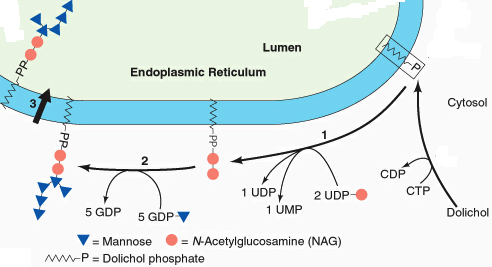 Lumen
Endoplasmic Reticulum
PP
3
P
Cytosol
PP
PP
1
2
CDP
CTP
1 UDP
1 UMP
2 UDP
5 GDP
5 GDP
Dolichol
= Mannose = N-Acetylglucosamine (NAG)
P = Dolichol phosphate